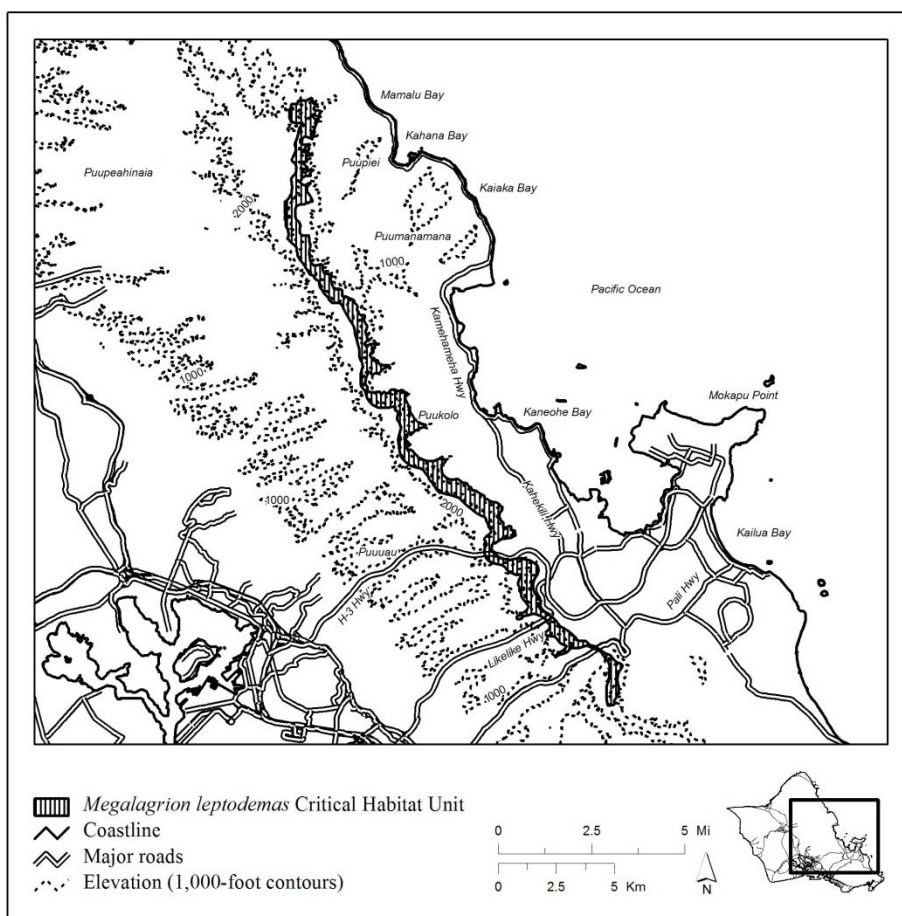 Mamalu Bay
Kahana Bay
Puupiei
Kaiaka Bay
Puupeahinaia
2000
Puumanamana
1000
Pacific Ocean
Kamehameha Hwy
1000
Mokapu Point
Puukolo
Kaneohe Bay
1000
2000
Kahekili Hwy
Kailua Bay
Puuuau
H-3 Hwy
Pali Hwy
Likelike Hwy
1000
Megalagrion leptodemas Critical Habitat Unit
Coastline
Major roads
Elevation (1,000-foot contours)
0 2.5 5 Mi
0 2.5 5 Km
N